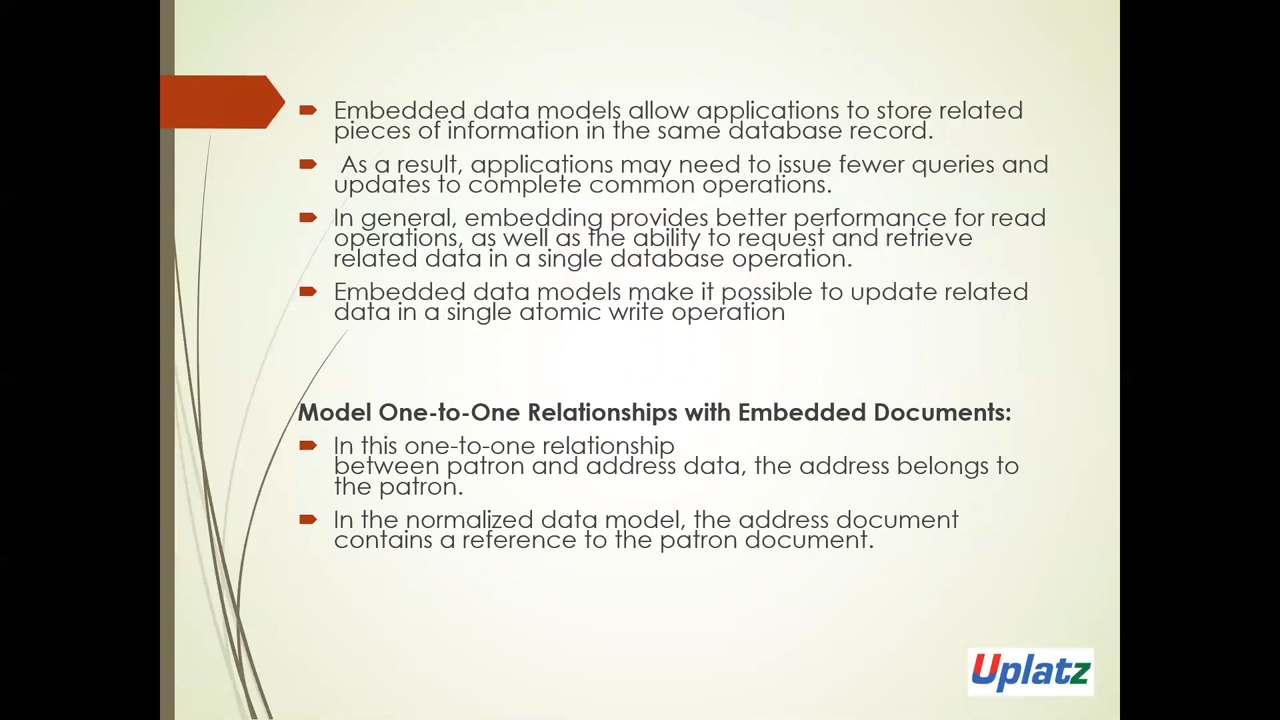 Embedded data models allow applications to store related
pieces of information in the same database record.
As a result, applications may need to issue fewer queries and
updates to complete common operations.
In general, embedding provides better performance for read
operations, as well as the ability to request and retrieve
related data in a single database operation.
Embedded data models make it possible to update related
data in a single atomic write operation
Model One-to-One Relationships with Embedded Documents:
In this one-to-one relationship
between patron and address data, the address belongs to
the patron.
In the normalized data model, the address document
contains a reference to the patron document.
Uplatz